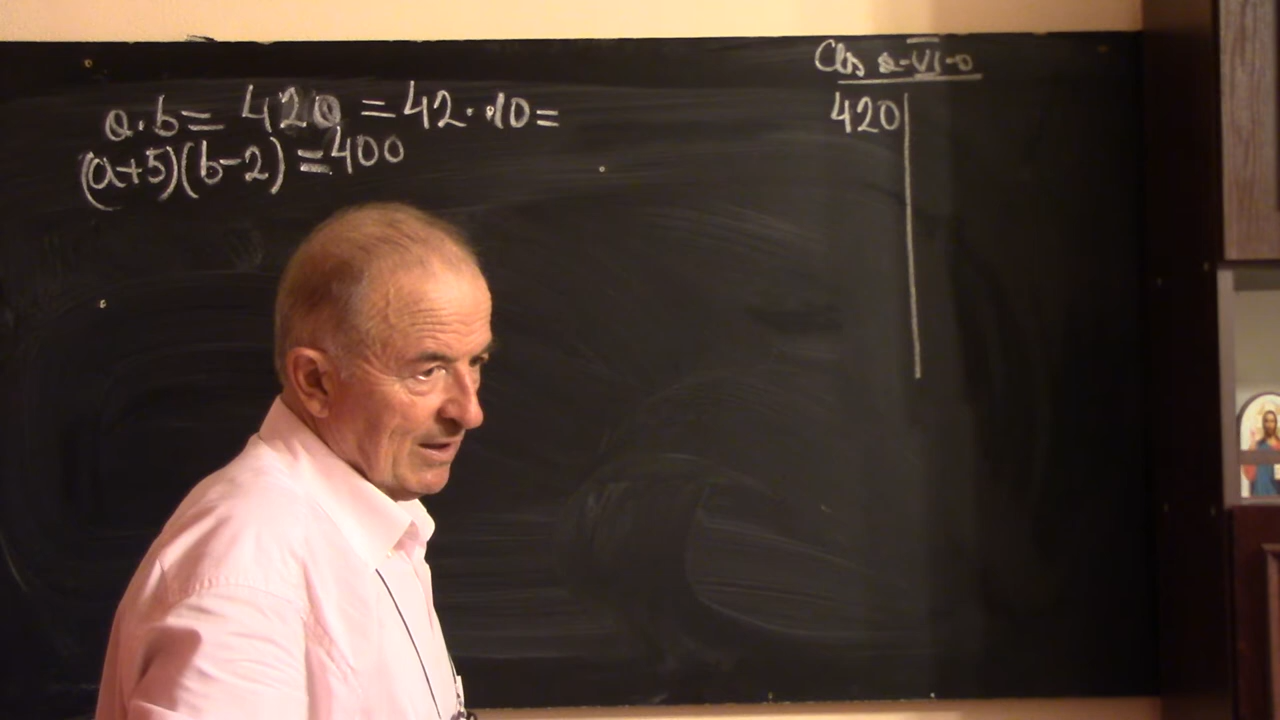 a·b= 420 =42·10=
(a+5)(b-2)=400
Cls a-VI-a
420